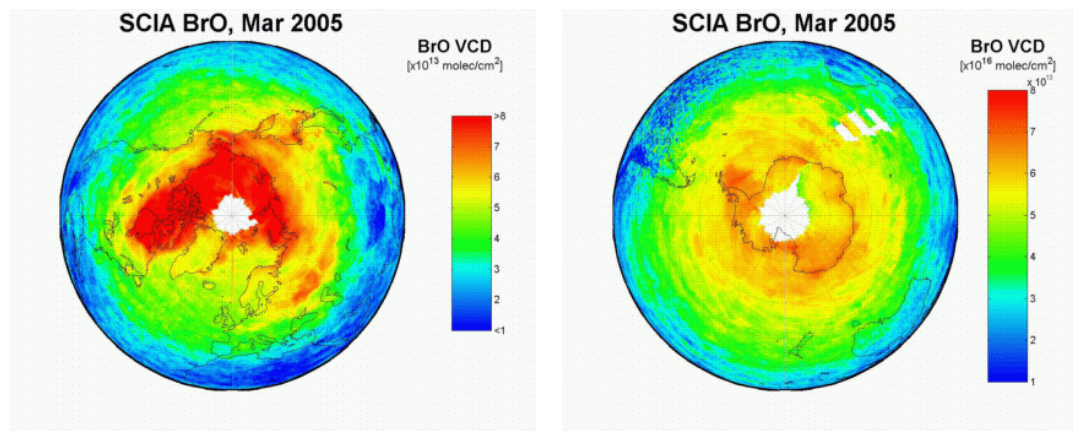 SCIA BrO, Mar 2005
BrO VCD
[x10¹³ molec/cm²]
>8
7
6
5
4
3
2
<1
SCIA BrO, Mar 2005
BrO VCD
[x10¹⁶ molec/cm²]
x 10¹³
8
7
6
5
4
3
2
1